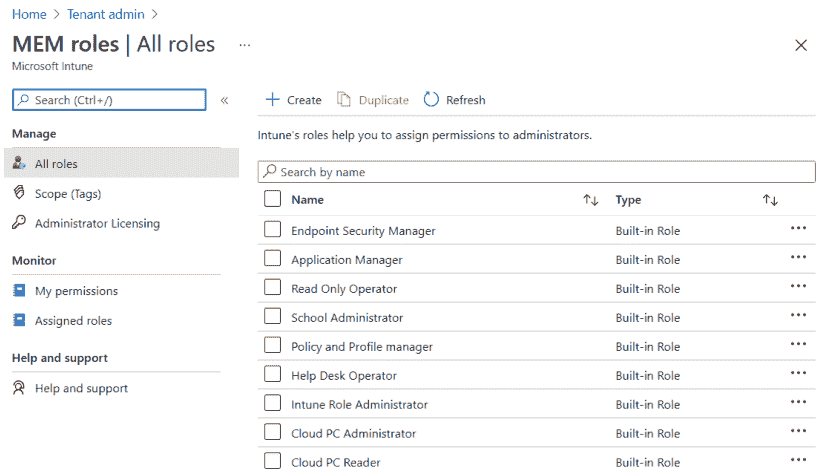 Home > Tenant admin >
MEM roles | All roles ...
Microsoft Intune
Search (Ctrl+/)
«
Manage
All roles
Scope (Tags)
Administrator Licensing
Monitor
My permissions
Assigned roles
Help and support
Help and support
Create Duplicate Refresh
Intune's roles help you to assign permissions to administrators.
Search by name
Name Type
Endpoint Security Manager Built-in Role ...
Application Manager Built-in Role ...
Read Only Operator Built-in Role ...
School Administrator Built-in Role ...
Policy and Profile manager Built-in Role ...
Help Desk Operator Built-in Role ...
Intune Role Administrator Built-in Role ...
Cloud PC Administrator Built-in Role ...
Cloud PC Reader Built-in Role ...